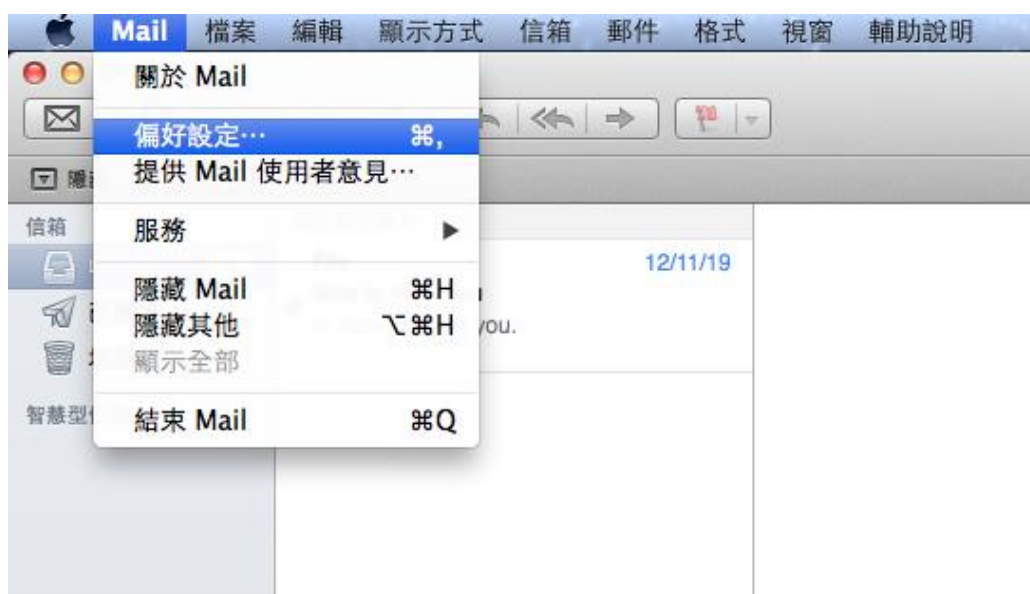 Mail 檔案 編輯 顯示方式 信箱 郵件 格式 視窗 輔助說明
關於 Mail
偏好設定… ⌘,
提供 Mail 使用者意見…
服務 ▶
隱藏 Mail ⌘H
隱藏其他 ⌥⌘H
顯示全部
結束 Mail ⌘Q
信箱
智慧型
12/11/19
you.